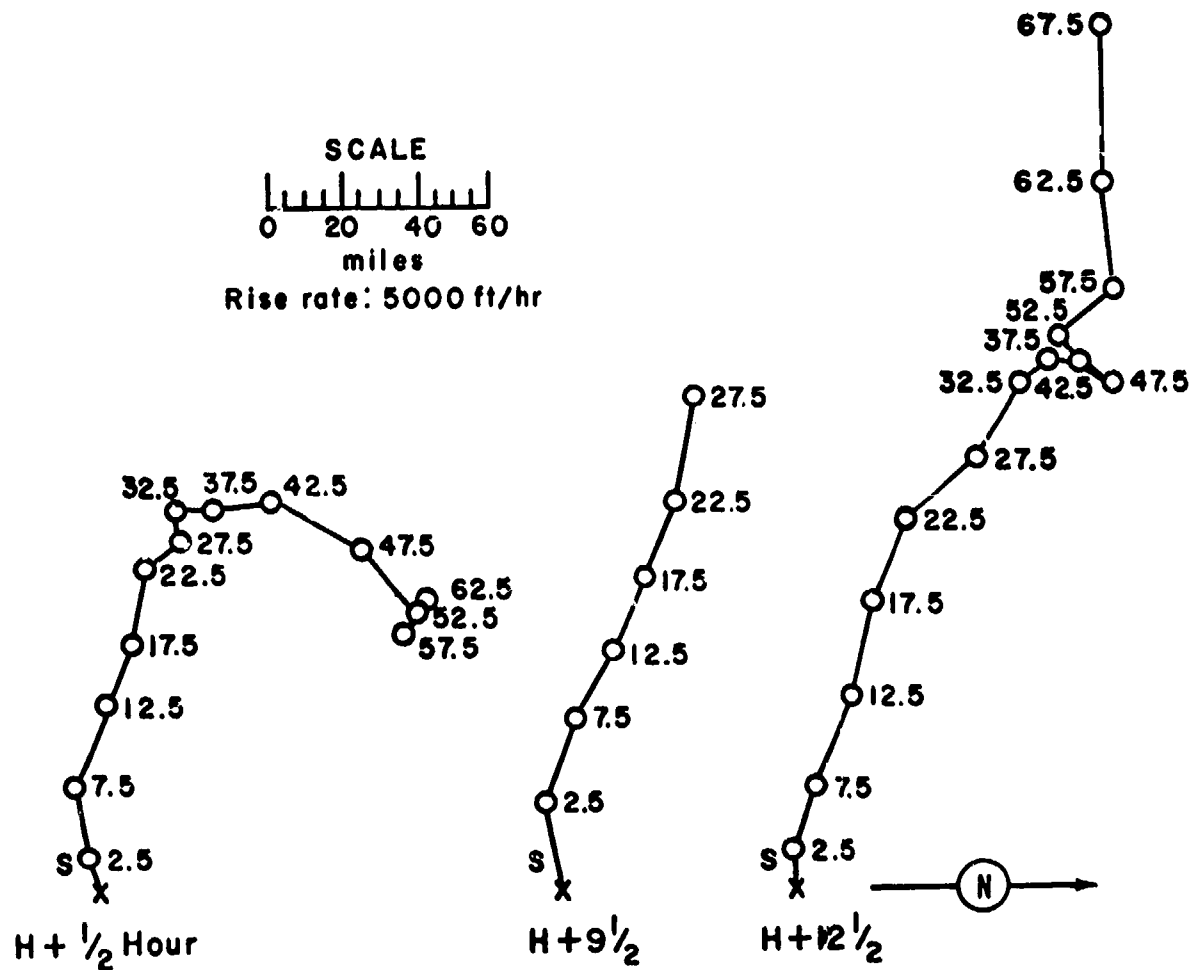 67.5
SCALE
62.5
0 20 40 60
miles
Rise rate: 5000 ft/hr
57.5
52.5
37.5
32.5 42.5 47.5
27.5
27.5
32.5 37.5 42.5
22.5
22.5
27.5 47.5
22.5
62.5
17.5
17.5
52.5
57.5
17.5
12.5
12.5
12.5
7.5
7.5
7.5
2.5
S 2.5
S 2.5
S
X
X
X
N
H + 1/2 Hour
H + 9 1/2
H + 12 1/2